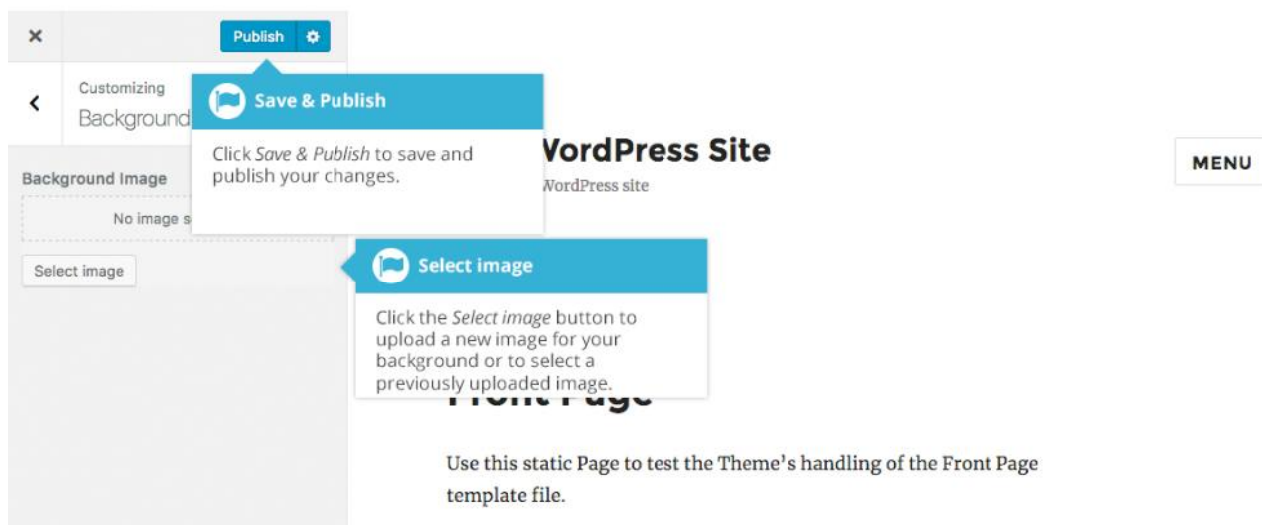 Publish
Customizing
Background
Save & Publish
Click Save & Publish to save and
publish your changes.
WordPress Site
WordPress site
MENU
Background Image
No image s
Select image
Select image
Click the Select image button to
upload a new image for your
background or to select a
previously uploaded image.
Front Page
Use this static Page to test the Theme’s handling of the Front Page
template file.